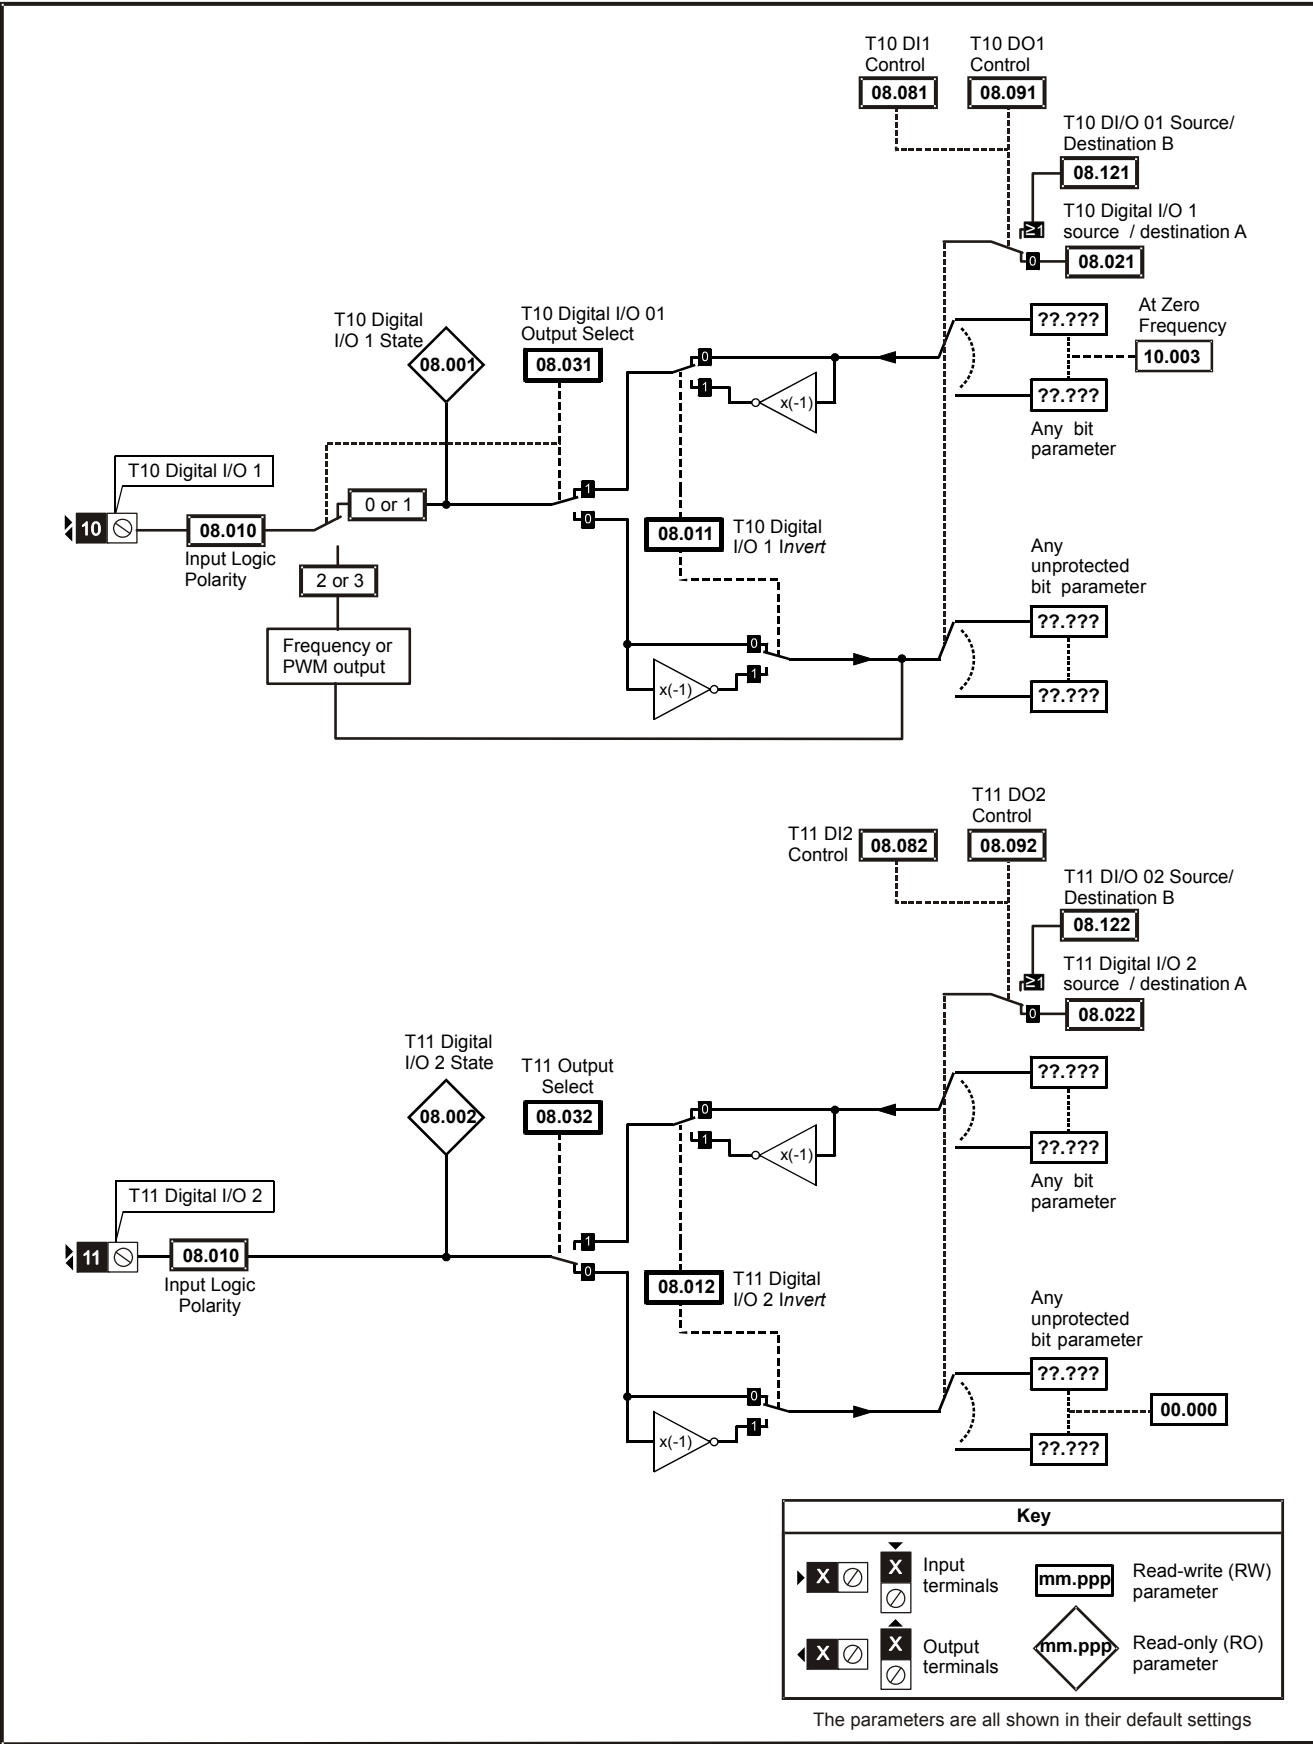 T10 DI1
Control
08.081
T10 DO1
Control
08.091
T10 DI/O 01 Source/
Destination B
08.121
T10 Digital I/O 1
source / destination A
≥1
0
08.021
T10 Digital
I/O 1 State
08.001
T10 Digital I/O 01
Output Select
08.031
0
1
x(-1)
??.???
??.???
At Zero
Frequency
10.003
Any bit
parameter
T10 Digital I/O 1
10
08.010
Input Logic
Polarity
0 or 1
2 or 3
Frequency or
PWM output
1
0
08.011
T10 Digital
I/O 1 Invert
0
1
x(-1)
Any
unprotected
bit parameter
??.???
??.???
T11 DI2
Control
08.082
T11 DO2
Control
08.092
T11 DI/O 02 Source/
Destination B
08.122
T11 Digital I/O 2
source / destination A
≥1
0
08.022
T11 Digital
I/O 2 State
08.002
T11 Output
Select
08.032
0
1
x(-1)
??.???
??.???
Any bit
parameter
T11 Digital I/O 2
11
08.010
Input Logic
Polarity
1
0
08.012
T11 Digital
I/O 2 Invert
0
1
x(-1)
Any
unprotected
bit parameter
??.???
??.???
00.000
Key
X
X
Input
terminals
mm.ppp
Read-write (RW)
parameter
X
X
Output
terminals
mm.ppp
Read-only (RO)
parameter
The parameters are all shown in their default settings